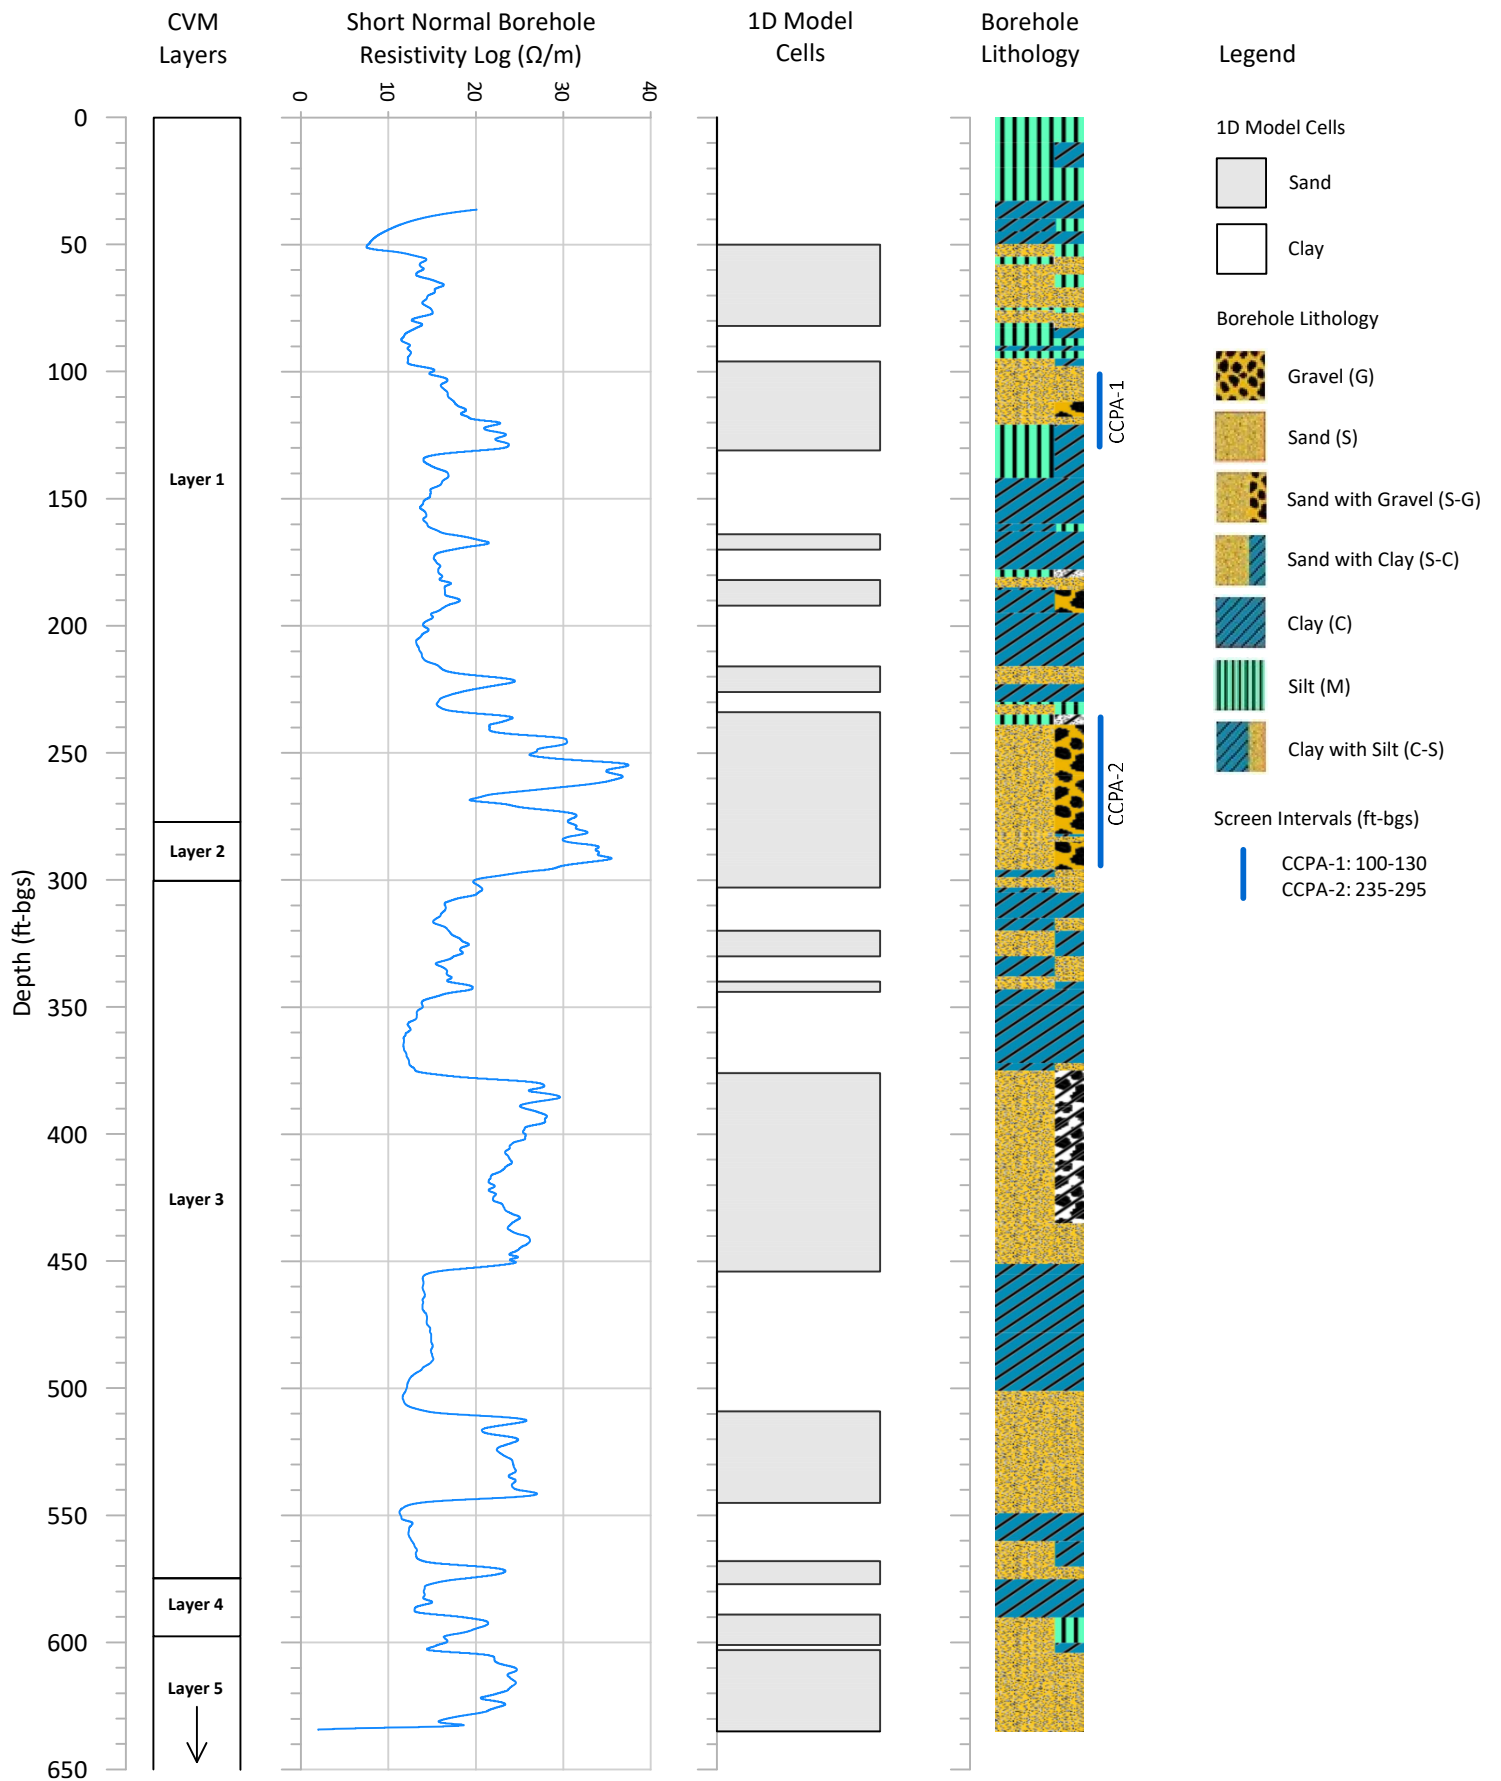 CVM
Layers
Short Normal Borehole
Resistivity Log (Ω/m)
1D Model
Cells
Borehole
Lithology
Legend
0
10
20
30
40
Depth (ft-bgs)
0
50
100
150
200
250
300
350
400
450
500
550
600
650
Layer 1
Layer 2
Layer 3
Layer 4
Layer 5
CCPA-1
CCPA-2
1D Model Cells
Sand
Clay
Borehole Lithology
Gravel (G)
Sand (S)
Sand with Gravel (S-G)
Sand with Clay (S-C)
Clay (C)
Silt (M)
Clay with Silt (C-S)
Screen Intervals (ft-bgs)
CCPA-1: 100-130
CCPA-2: 235-295